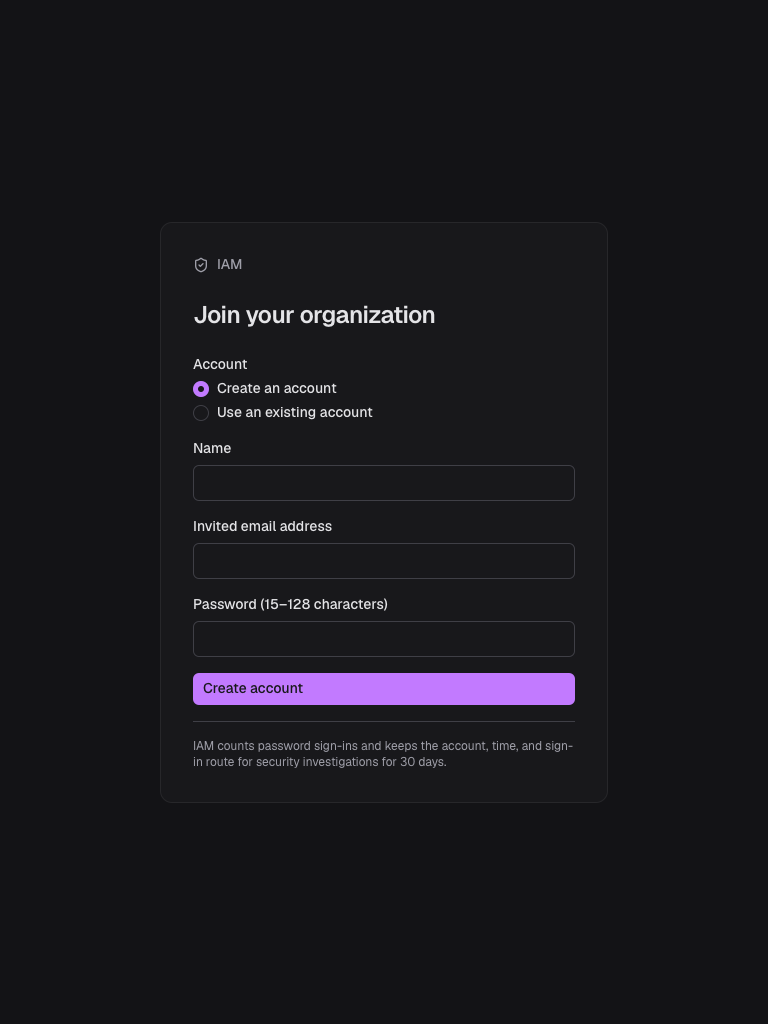 IAM
Join your organization
Account
Create an account
Use an existing account
Name
Invited email address
Password (15–128 characters)
Create account
IAM counts password sign-ins and keeps the account, time, and sign-
in route for security investigations for 30 days.